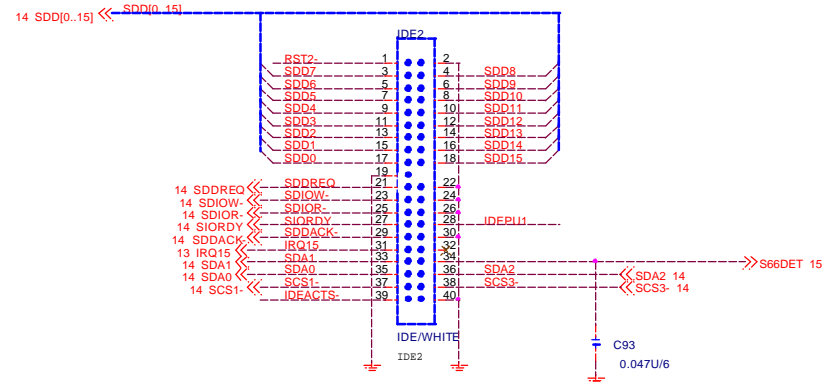 14 SDD[0..15] SDD[0..15]
IDE2
RST2- 1 2
SDD7 3 4 SDD8
SDD6 5 6 SDD9
SDD5 7 8 SDD10
SDD4 9 10 SDD11
SDD3 11 12 SDD12
SDD2 13 14 SDD13
SDD1 15 16 SDD14
SDD0 17 18 SDD15
19
14 SDDREQ SDDREQ 21 22
14 SDIOW- SDIOW- 23 24
14 SDIOR- SDIOR- 25 26
14 SIORDY SIORDY 27 28 IDEPU1
14 SDDACK- SDDACK- 29 30
13 IRQ15 IRQ15 31 32
14 SDA1 SDA1 33 34 S66DET 15
14 SDA0 SDA0 35 36 SDA2 SDA2 14
14 SCS1- SCS1- 37 38 SCS3- SCS3- 14
IDEACTS- 39 40
IDE/WHITE
IDE2
C93
0.047U/6